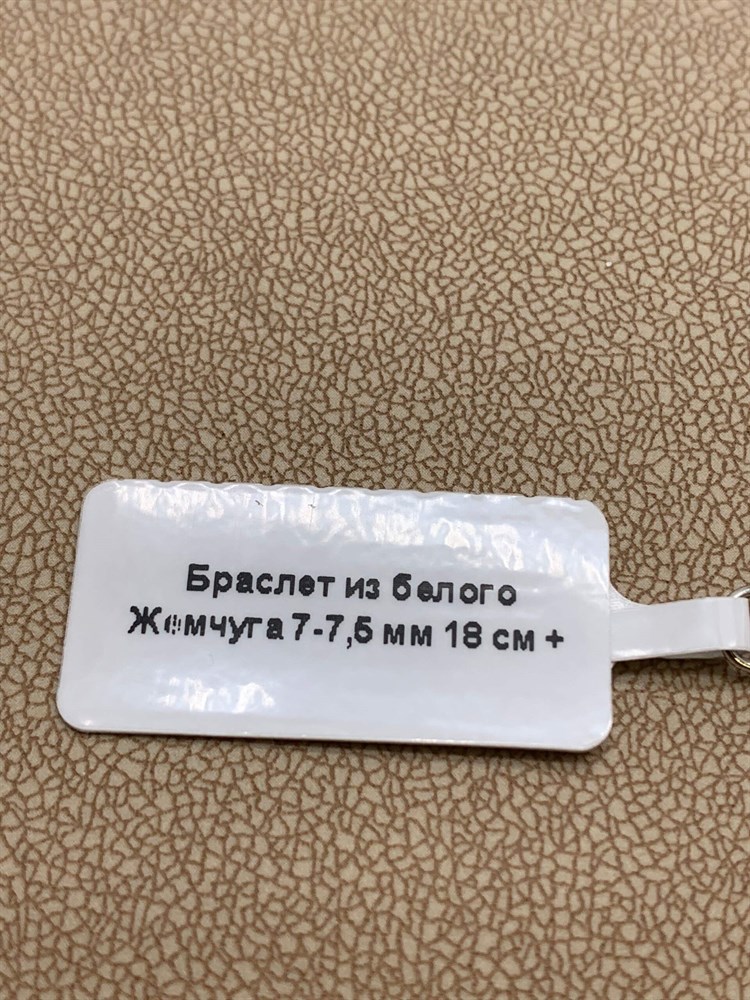 Браслет из белого
Жемчуга 7-7,5 мм 18 см +